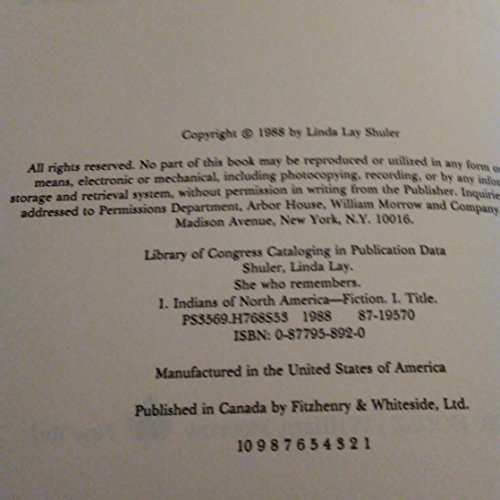 Copyright © 1988 by Linda Lay Shuler
All rights reserved. No part of this book may be reproduced or utilized in any form
means, electronic or mechanical, including photocopying, recording, or by any
storage and retrieval system, without permission in writing from the Publisher.
addressed to Permissions Department, Arbor House, William Morrow and Company
Madison Avenue, New York, N.Y. 10016.
Library of Congress Cataloging in Publication Data
Shuler, Linda Lay.
She who remembers.
1. Indians of North America—Fiction. I. Title.
PS3569.H768S53 1988 87-19570
ISBN: 0-87795-892-0
Manufactured in the United States of America
Published in Canada by Fitzhenry & Whiteside, Ltd.
10 9 8 7 6 5 4 3 2 1